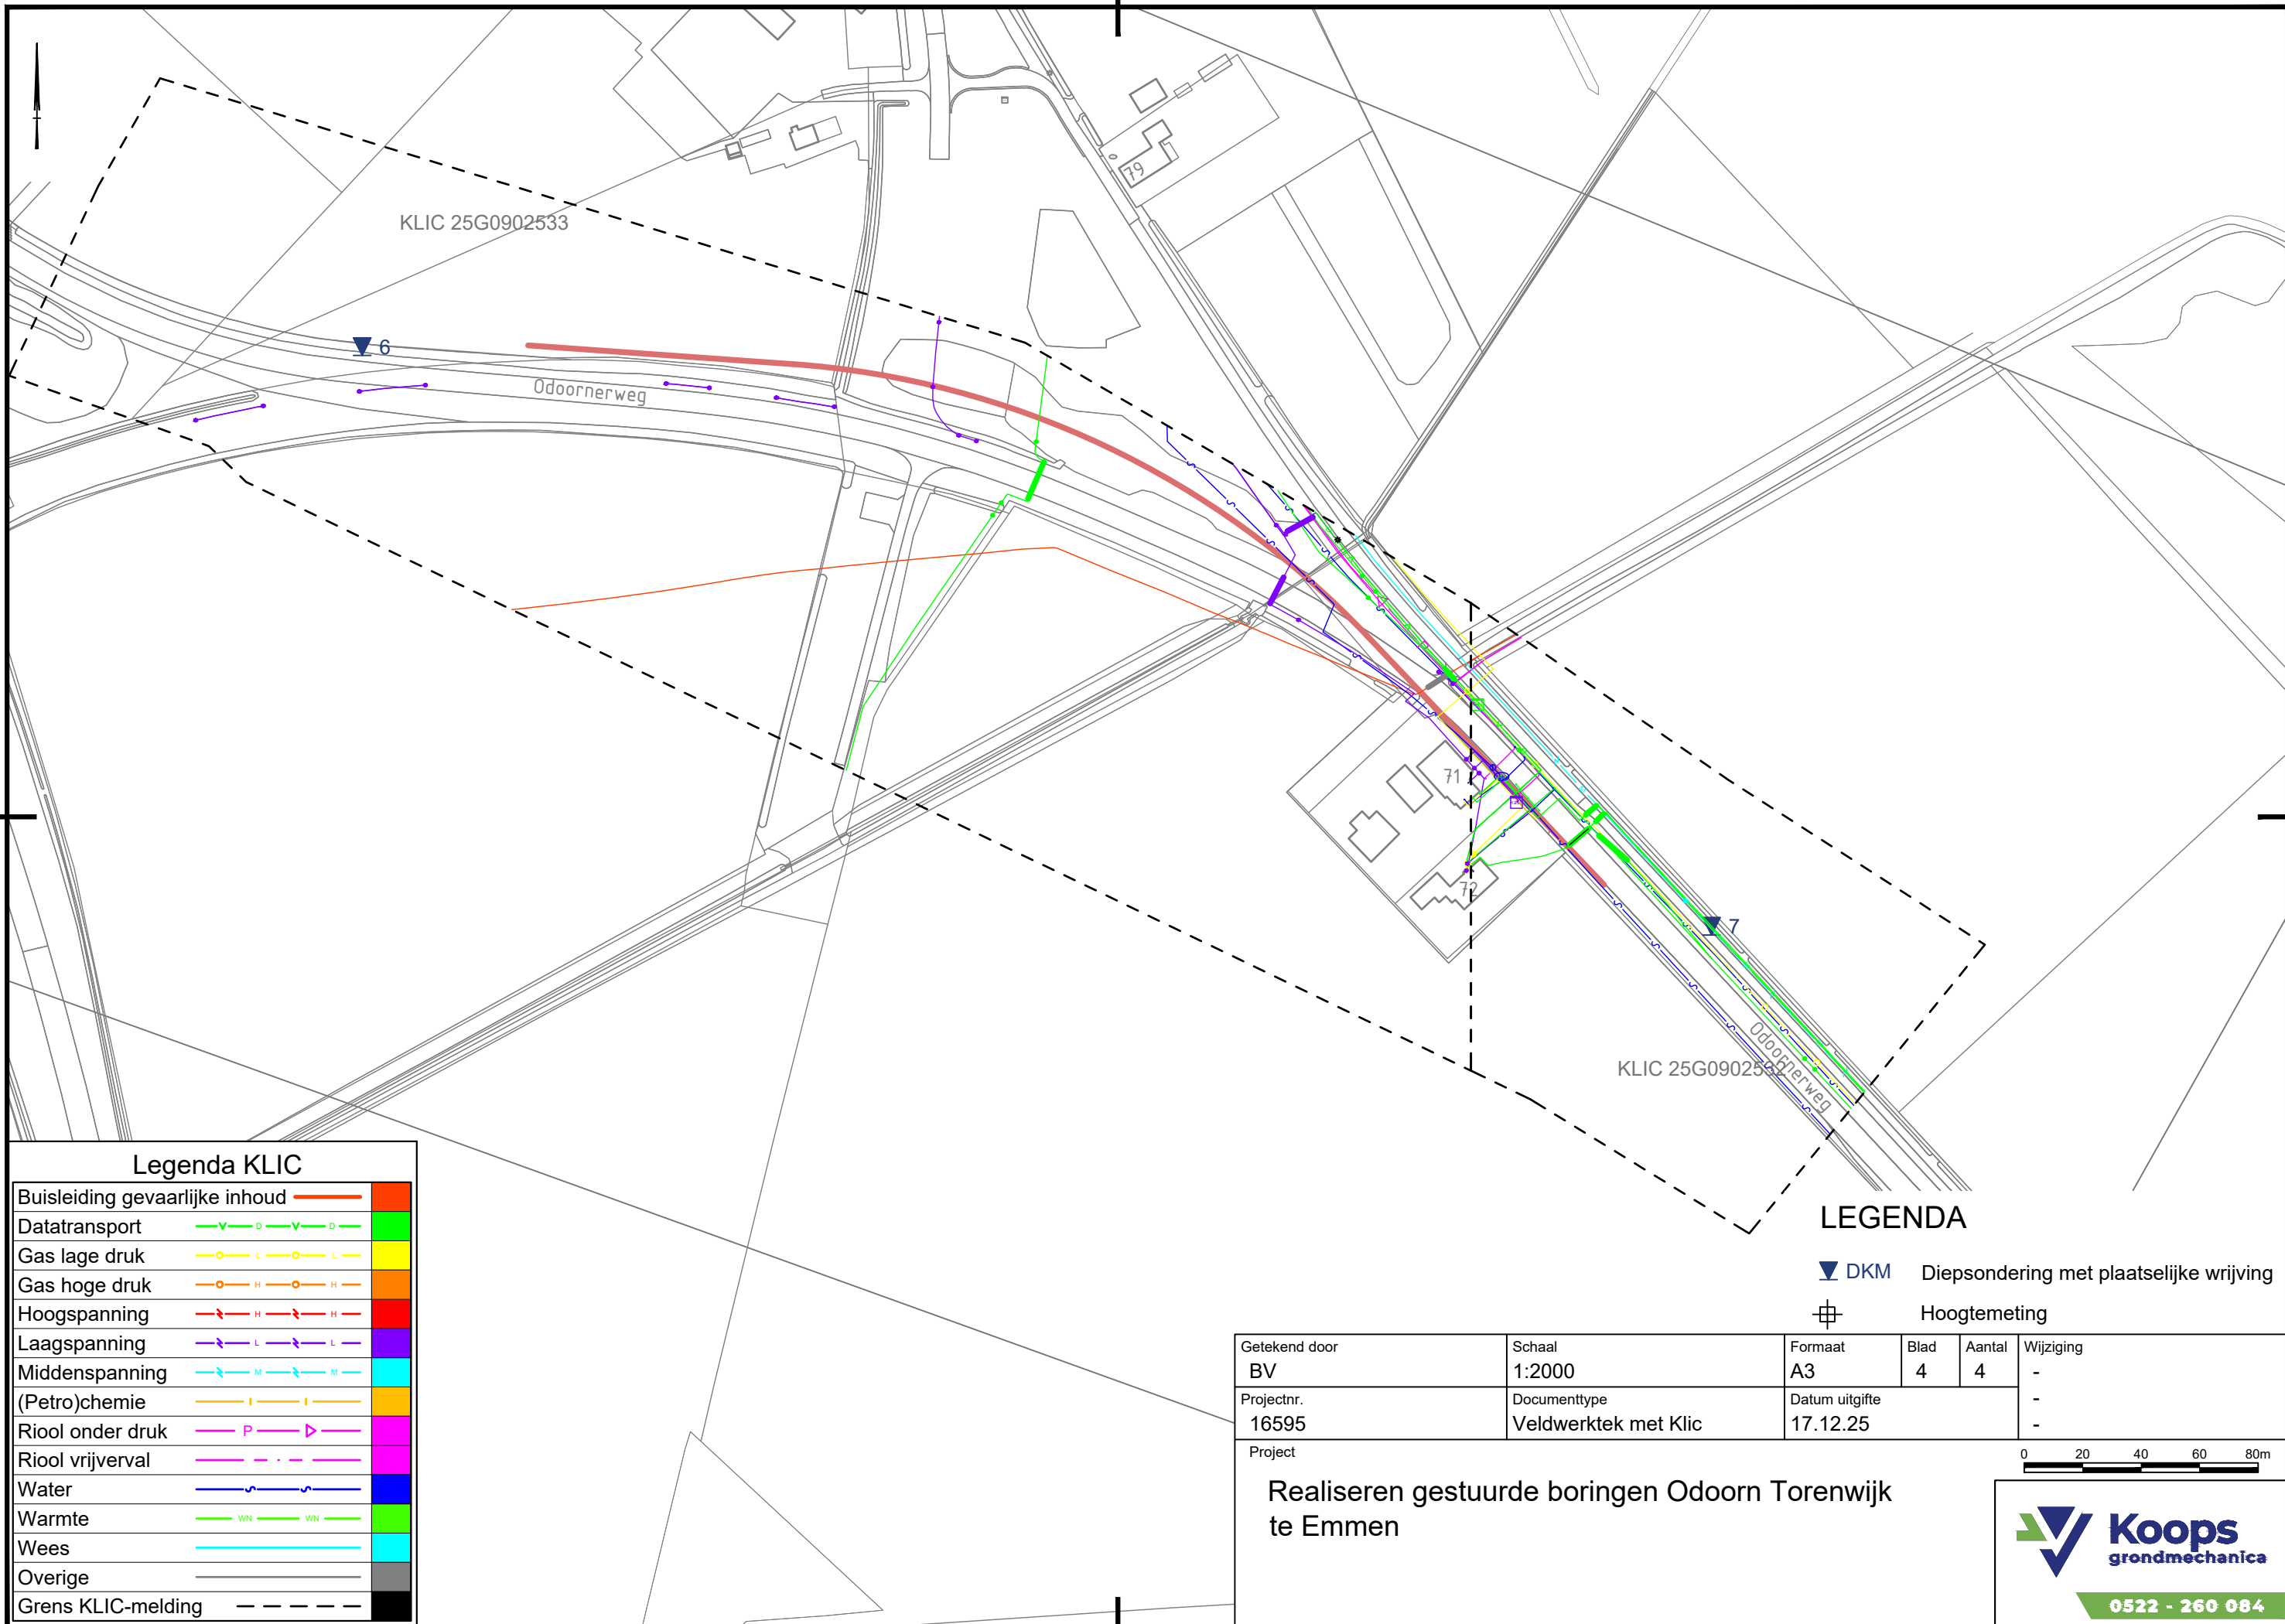 79
KLIC 25G0902533
6
Odoornerweg
71
72
7
KLIC 25G09025
Odoornerweg
Legenda KLIC
Buisleiding gevaarlijke inhoud
Datatransport V D V D
Gas lage druk L L
Gas hoge druk H H
Hoogspanning H H
Laagspanning L L
Middenspanning M M
(Petro)chemie
Riool onder druk P
Riool vrijverval
Water
Warmte WN WN
Wees
Overige
Grens KLIC-melding
LEGENDA
DKM Diepsondering met plaatselijke wrijving
Hoogtemeting
Getekend door Schaal Formaat Blad Aantal Wijziging
BV 1:2000 A3 4 4 -
Projectnr. Documenttype Datum uitgifte -
16595 Veldwerktek met Klic 17.12.25 -
Project
0 20 40 60 80m
Realiseren gestuurde boringen Odoorn Torenwijk
te Emmen
Koops
grondmechanica
0522 - 260 084